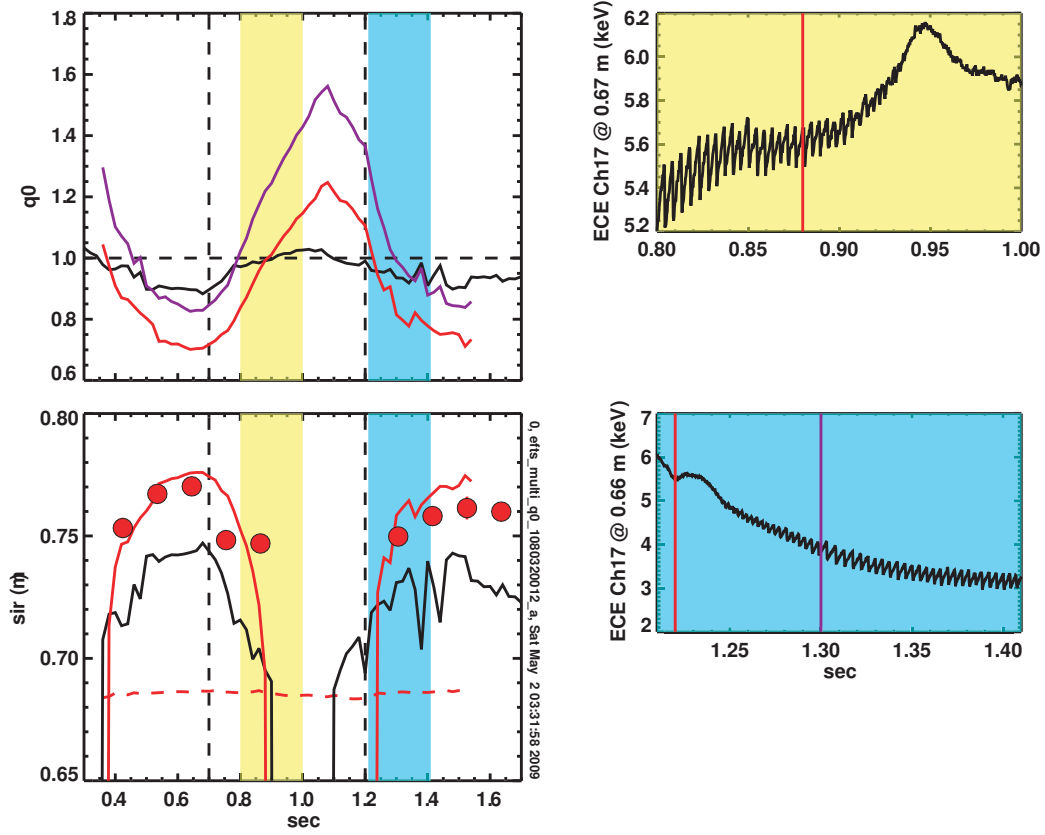 1.8
1.6
1.4
1.2
1.0
0.8
0.6
q0
6.2
6.0
5.8
5.6
5.4
5.2
ECE Ch17 @ 0.67 m (keV)
0.80 0.85 0.90 0.95 1.00
0.80
0.75
0.70
0.65
sir (m)
0.4 0.6 0.8 1.0 1.2 1.4 1.6
sec
0, efts_multi_q0_1080320012_a, Sat May 2 03:31:58 2009
7
6
5
4
3
2
ECE Ch17 @ 0.66 m (keV)
1.25 1.30 1.35 1.40
sec